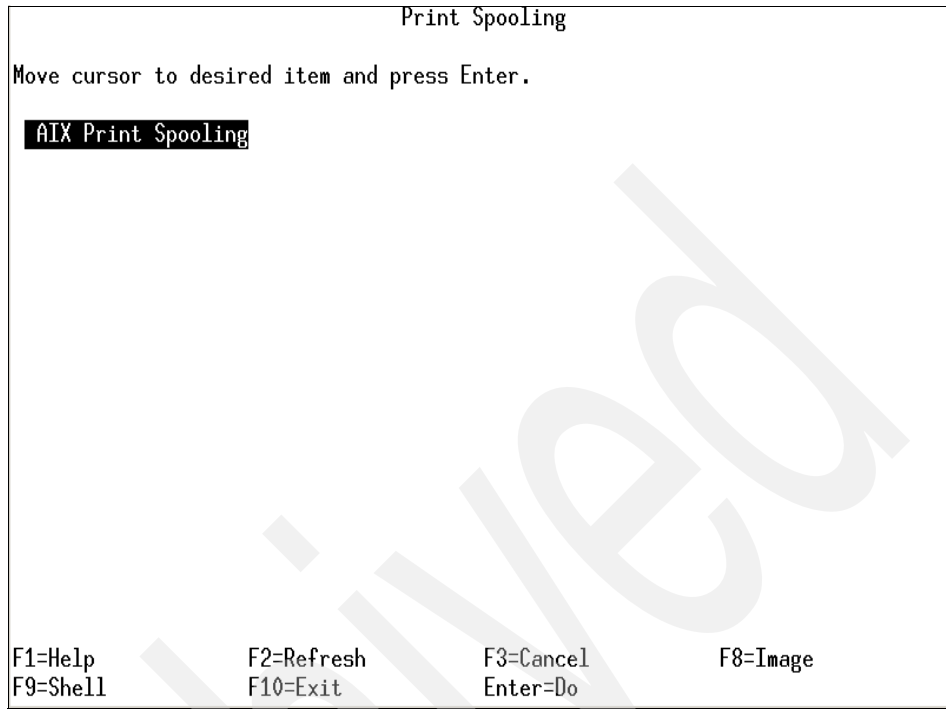 Print Spooling
Move cursor to desired item and press Enter.
AIX Print Spooling
F1=Help F2=Refresh F3=Cancel F8=Image
F9=Shell F10=Exit Enter=Do